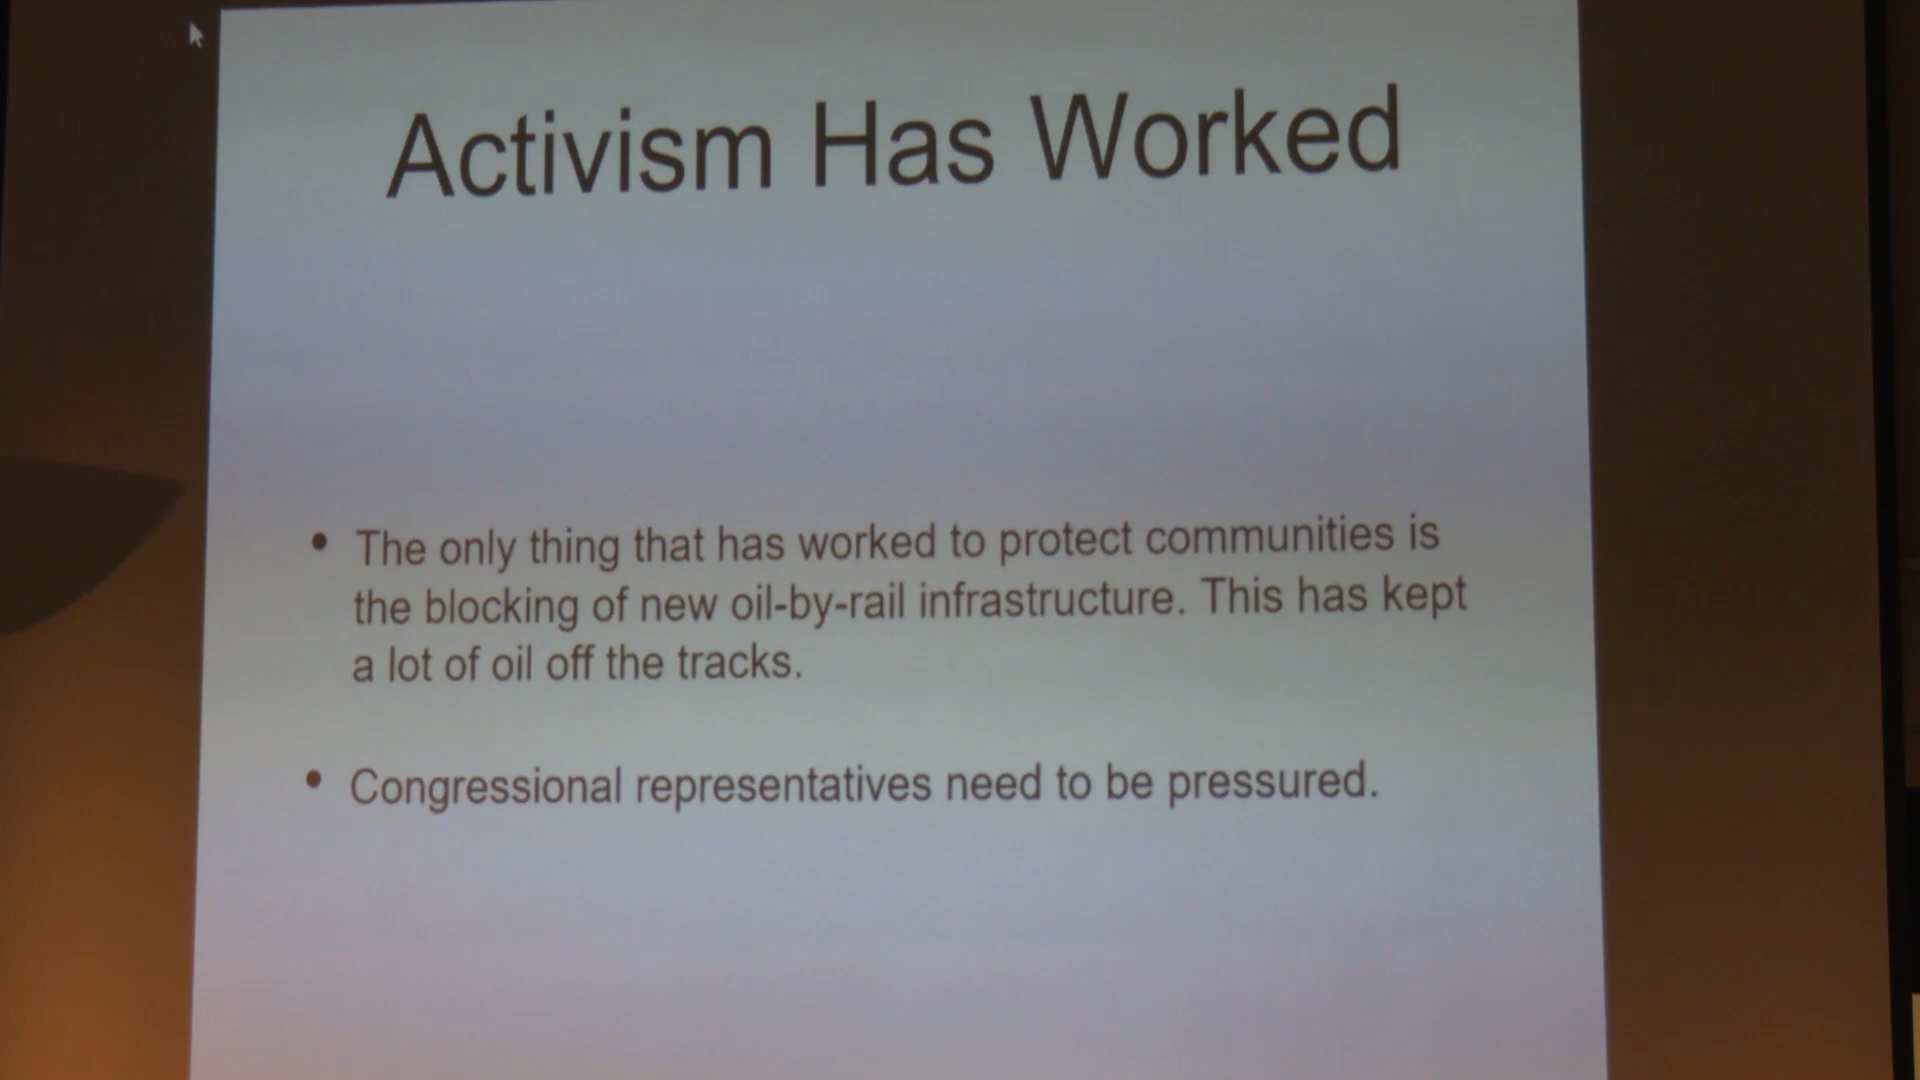 Activism Has Worked
• The only thing that has worked to protect communities is
the blocking of new oil-by-rail infrastructure. This has kept
a lot of oil off the tracks.
• Congressional representatives need to be pressured.